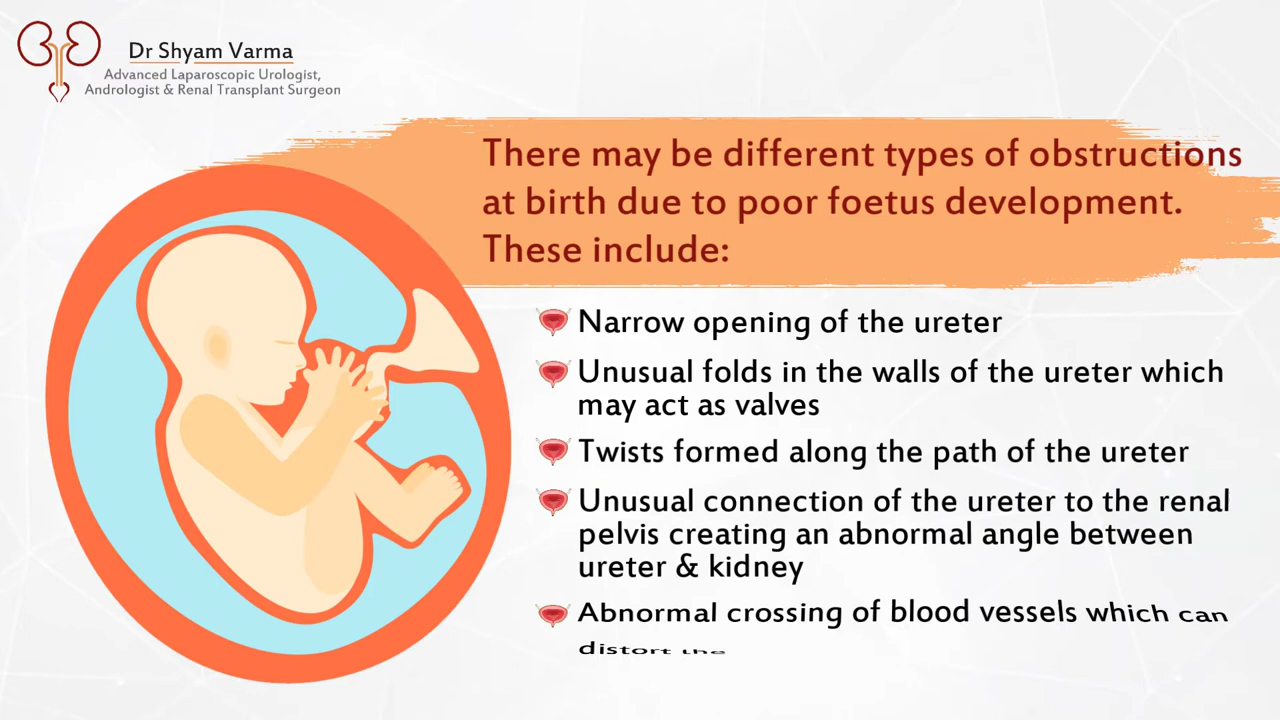 Dr Shyam Varma
Advanced Laparoscopic Urologist,
Andrologist & Renal Transplant Surgeon
There may be different types of obstructions
at birth due to poor foetus development.
These include:
Narrow opening of the ureter
Unusual folds in the walls of the ureter which
may act as valves
Twists formed along the path of the ureter
Unusual connection of the ureter to the renal
pelvis creating an abnormal angle between
ureter & kidney
Abnormal crossing of blood vessels which can
distort the